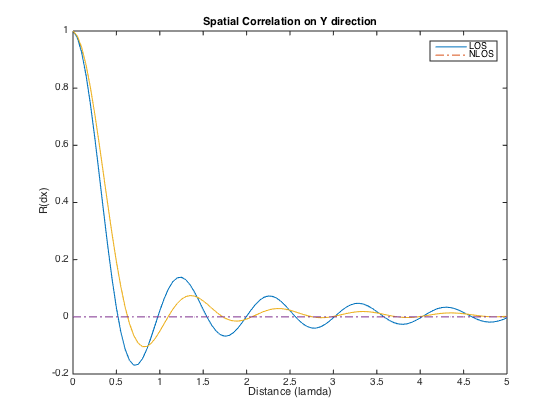 Spatial Correlation on Y direction
LOS
NLOS
R(dx)
1
0.8
0.6
0.4
0.2
0
-0.2
0 0.5 1 1.5 2 2.5 3 3.5 4 4.5 5
Distance (lamda)